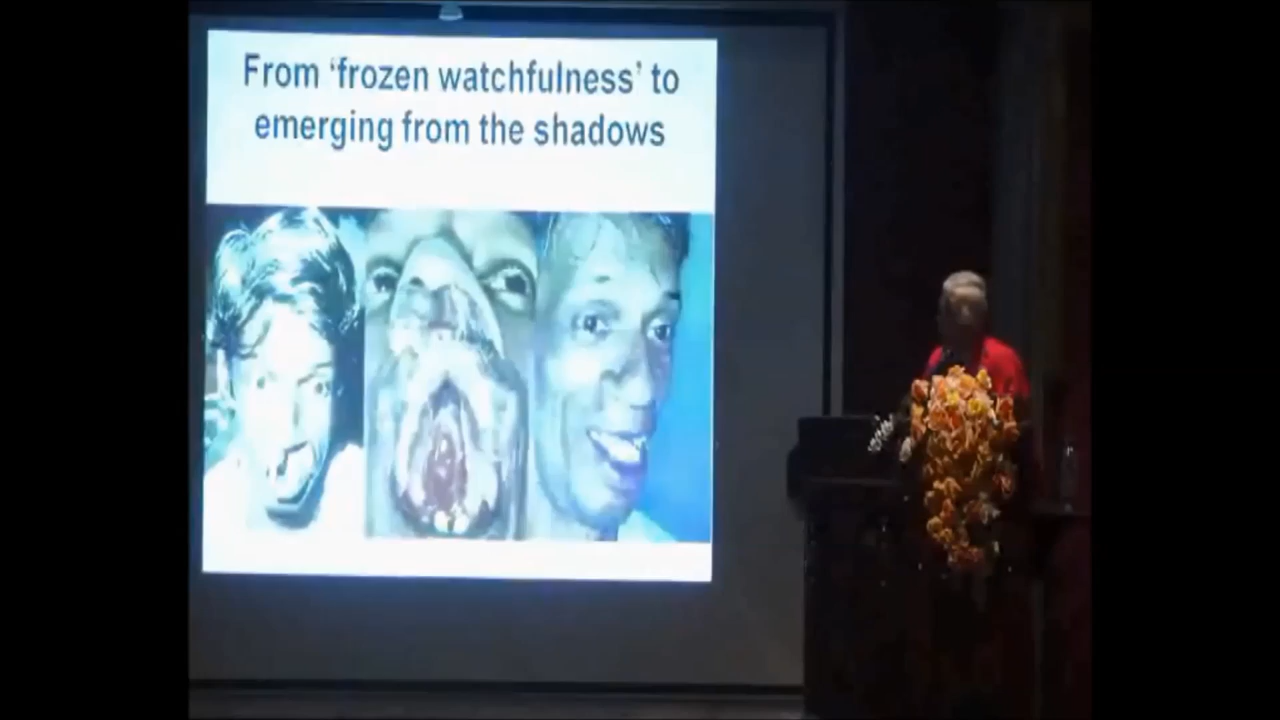 From ‘frozen watchfulness’ to
emerging from the shadows